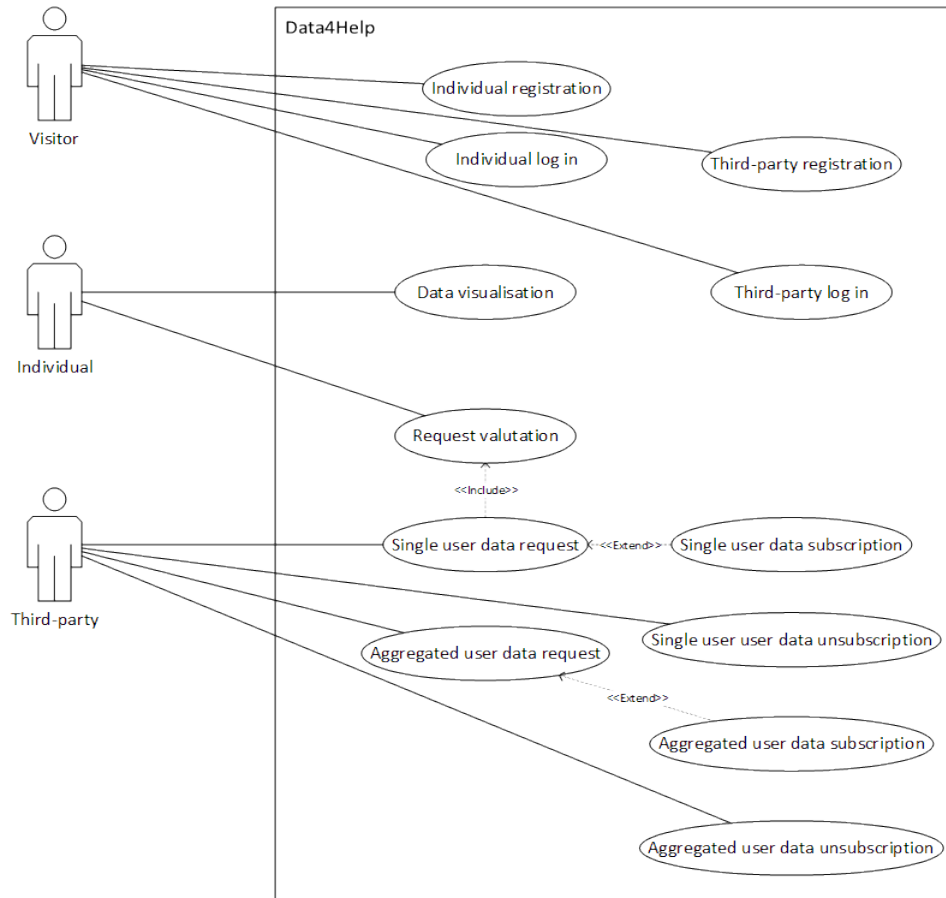 Data4Help
Individual registration
Visitor
Individual log in
Third-party registration
Data visualisation
Third-party log in
Individual
Request valutation
<<Include>>
Single user data request
<<Extend>>
Single user data subscription
Third-party
Single user user data unsubscription
Aggregated user data request
<<Extend>>
Aggregated user data subscription
Aggregated user data unsubscription